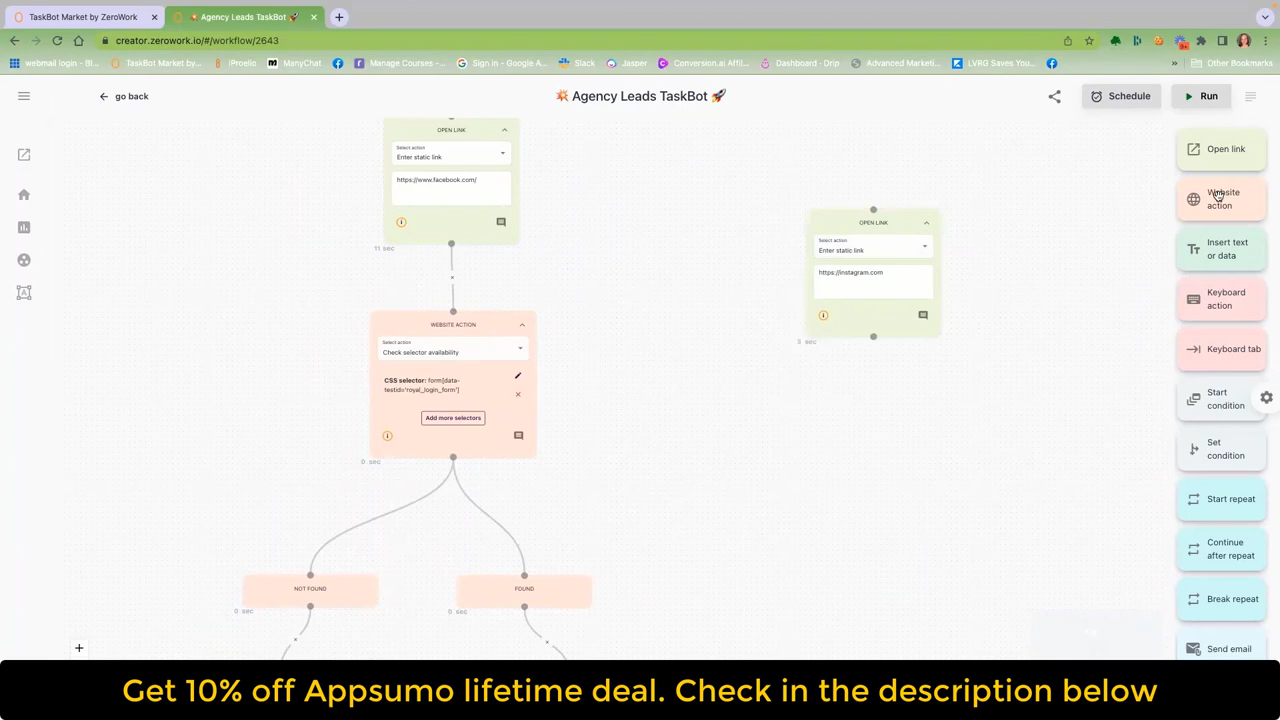 TaskBot Market by ZeroWork
💥 Agency Leads TaskBot 🚀
creator.zerowork.io/#/workflow/2643
webmail login - Bl...
TaskBot Market by...
iProelio
ManyChat
Manage Courses -...
Sign in - Google A...
Slack
Jasper
Conversion.ai Affil...
Dashboard · Drip
Advanced Marketi...
LVRG Saves You...
»
Other Bookmarks
go back
💥 Agency Leads TaskBot 🚀
Schedule
Run
OPEN LINK
Select action
Enter static link
https://www.facebook.com/
11 sec
WEBSITE ACTION
Select action
Check selector availability
CSS selector: form[data-
testid='royal_login_form']
Add more selectors
0 sec
NOT FOUND
0 sec
FOUND
0 sec
OPEN LINK
Select action
Enter static link
https://instagram.com
5 sec
Open link
Website
action
Insert text
or data
Keyboard
action
Keyboard tab
Start
condition
Set
condition
Start repeat
Continue
after repeat
Break repeat
Send email
Get 10% off Appsumo lifetime deal. Check in the description below